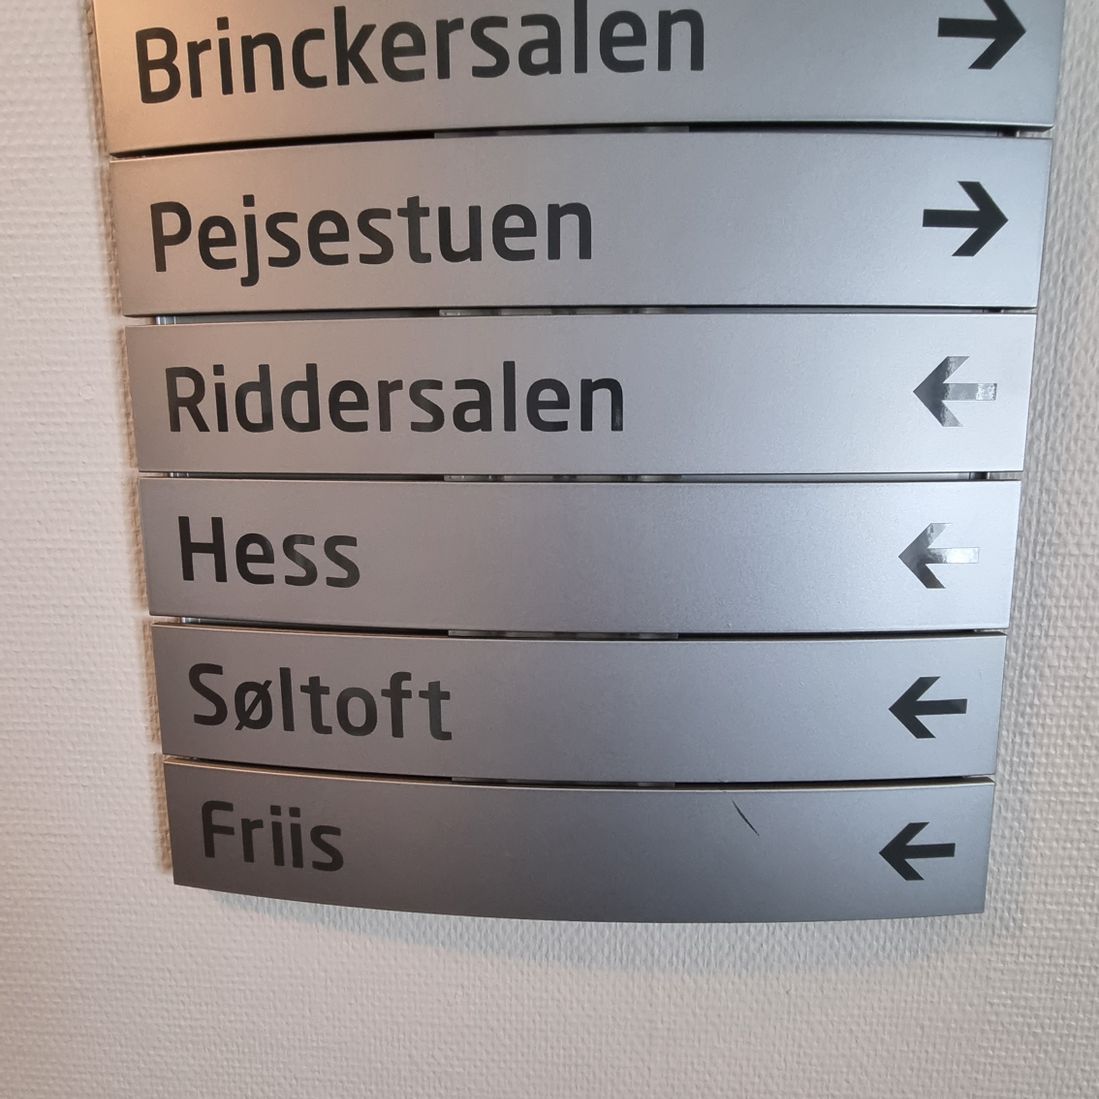 Brinckersalen →
Pejsestuen →
Riddersalen ←
Hess ←
Søltoft ←
Friis ←